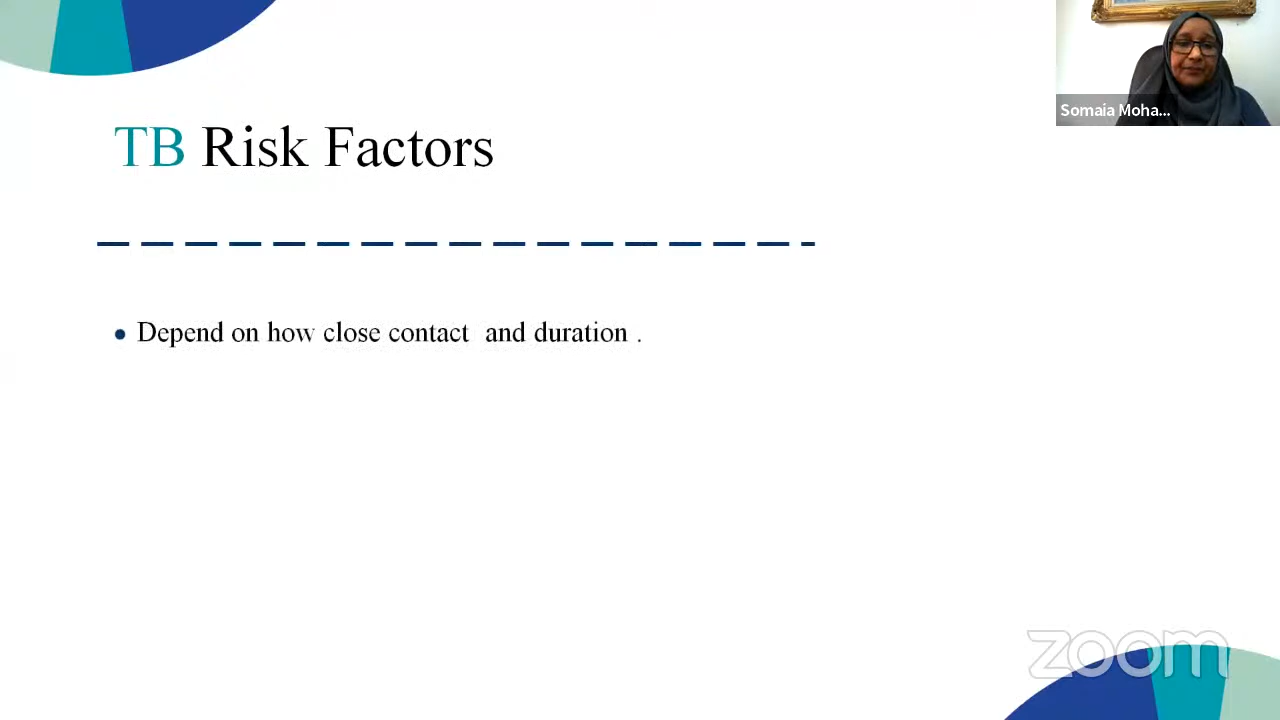 Somaia Moha...
TB Risk Factors
• Depend on how close contact and duration .
zoom